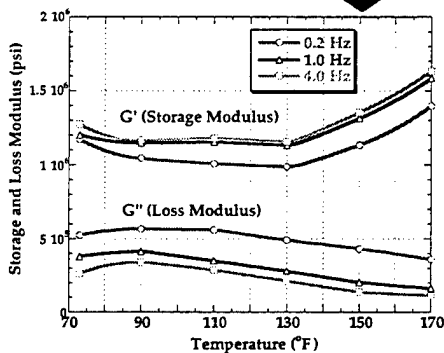 2 10⁶
1.5 10⁶
1 10⁶
5 10⁵
0
Storage and Loss Modulus (psi)
0.2 Hz
1.0 Hz
4.0 Hz
G' (Storage Modulus)
G" (Loss Modulus)
70 90 110 130 150 170
Temperature (°F)